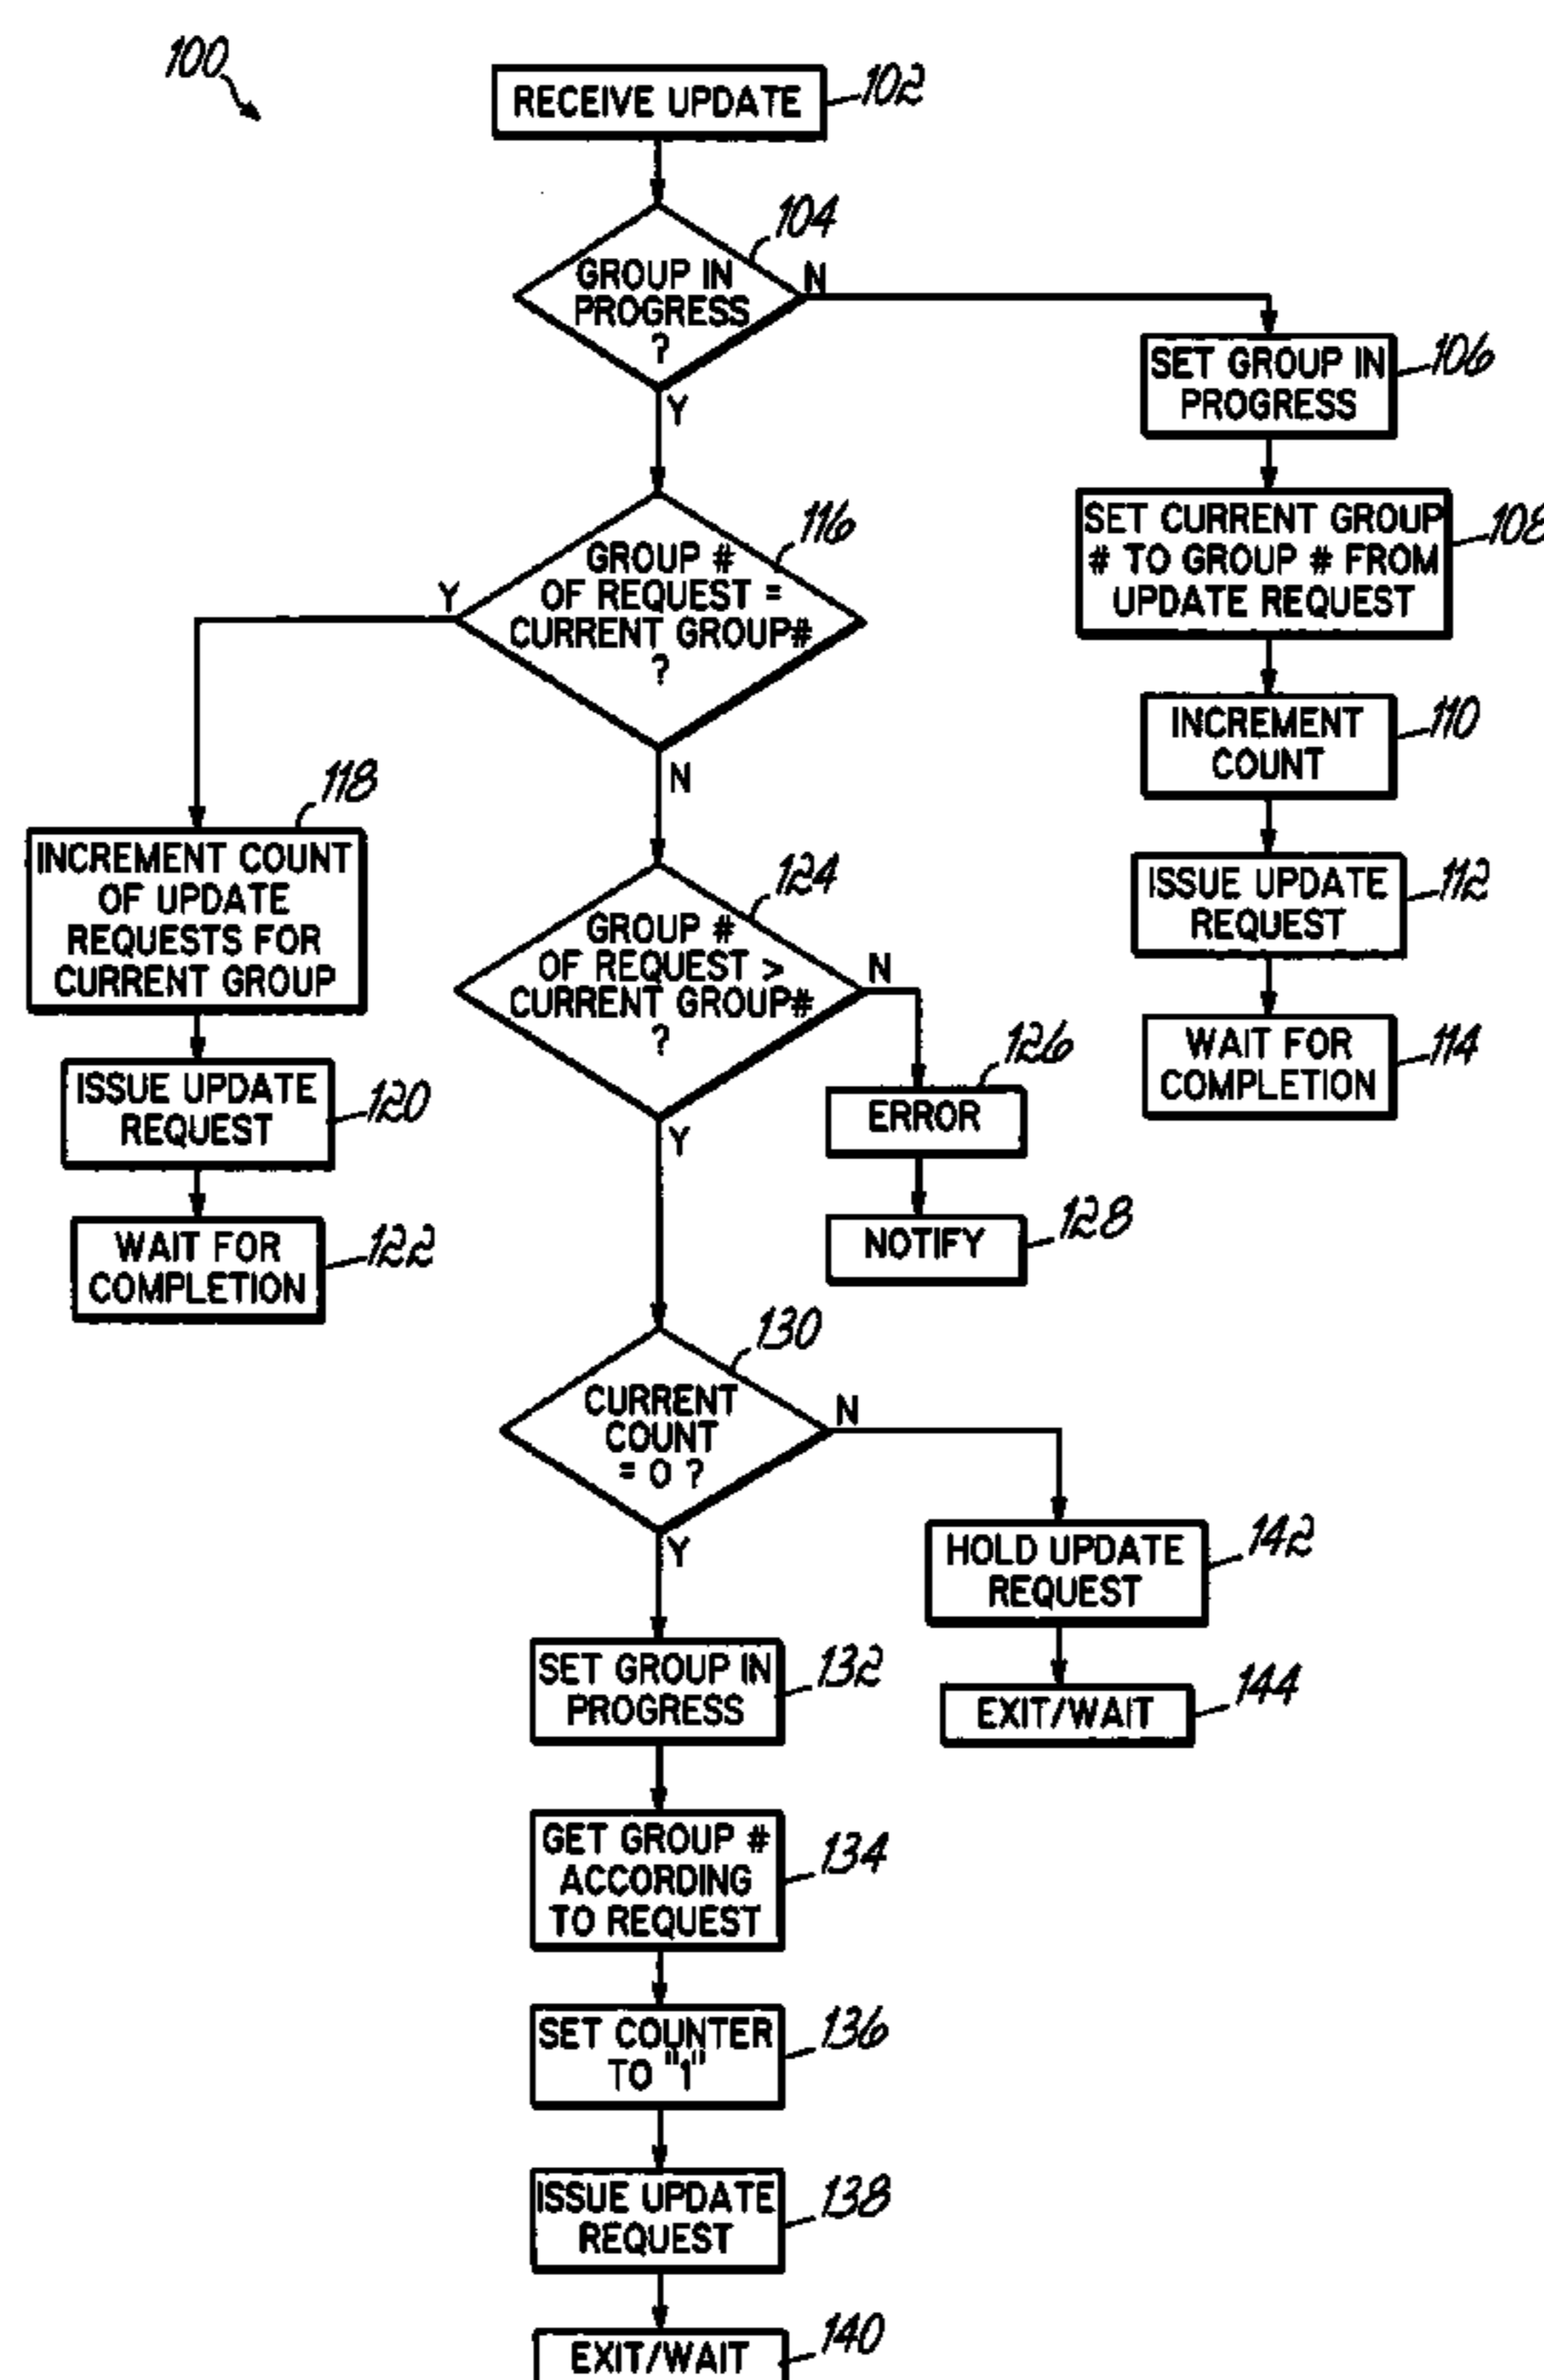 100
RECEIVE UPDATE
102
104
GROUP IN
PROGRESS
?
N
Y
SET GROUP IN
PROGRESS
106
SET CURRENT GROUP
# TO GROUP # FROM
UPDATE REQUEST
108
INCREMENT
COUNT
110
ISSUE UPDATE
REQUEST
112
WAIT FOR
COMPLETION
114
116
GROUP #
OF REQUEST =
CURRENT GROUP#
?
Y
N
118
INCREMENT COUNT
OF UPDATE
REQUESTS FOR
CURRENT GROUP
ISSUE UPDATE
REQUEST
120
WAIT FOR
COMPLETION
122
124
GROUP #
OF REQUEST >
CURRENT GROUP#
?
N
Y
126
ERROR
NOTIFY
128
130
CURRENT
COUNT
= 0 ?
N
Y
HOLD UPDATE
REQUEST
142
EXIT/WAIT
144
SET GROUP IN
PROGRESS
132
GET GROUP #
ACCORDING
TO REQUEST
134
SET COUNTER
TO "1"
136
ISSUE UPDATE
REQUEST
138
EXIT/WAIT
140